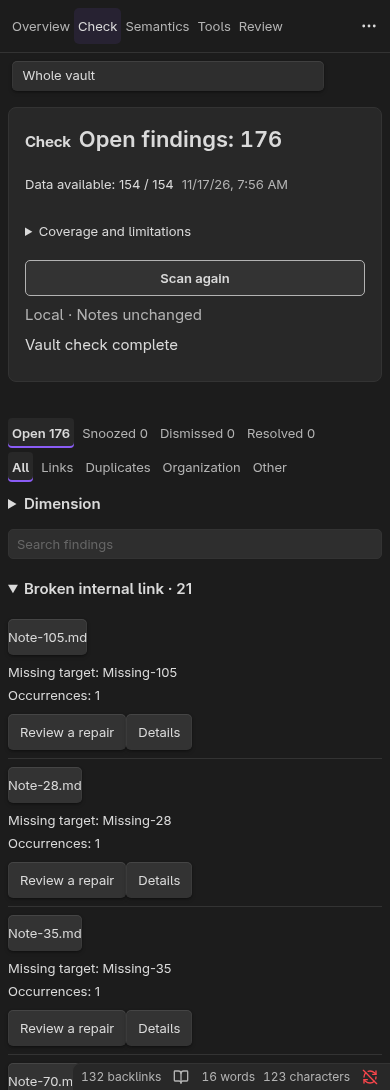 Overview Check Semantics Tools Review
Whole vault
Check Open findings: 176
Data available: 154 / 154 11/17/26, 7:56 AM
Coverage and limitations
Scan again
Local · Notes unchanged
Vault check complete
Open 176 Snoozed 0 Dismissed 0 Resolved 0
All Links Duplicates Organization Other
Dimension
Search findings
Broken internal link · 21
Note-105.md
Missing target: Missing-105
Occurrences: 1
Review a repair Details
Note-28.md
Missing target: Missing-28
Occurrences: 1
Review a repair Details
Note-35.md
Missing target: Missing-35
Occurrences: 1
Review a repair Details
Note-70.m
132 backlinks 16 words 123 characters